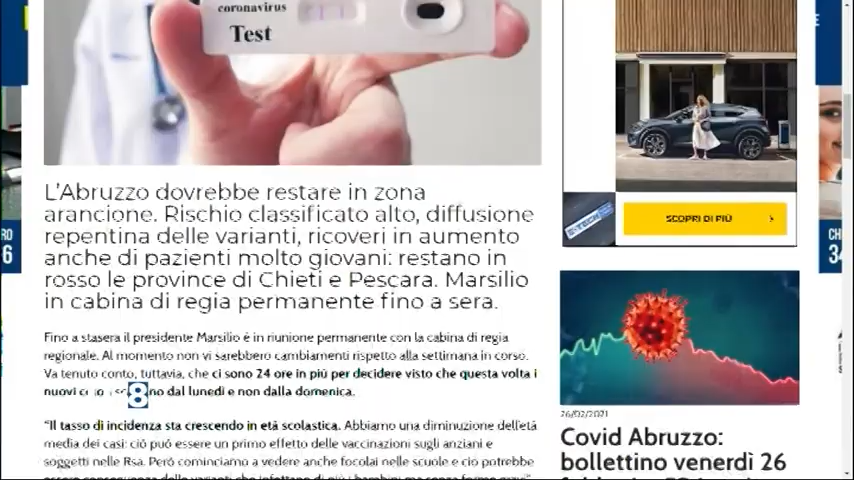 coronavirus
Test
L'Abruzzo dovrebbe restare in zona
arancione. Rischio classificato alto, diffusione
repentina delle varianti, ricoveri in aumento
anche di pazienti molto giovani: restano in
rosso le province di Chieti e Pescara. Marsilio
in cabina di regia permanente fino a sera.
Fino a stasera il presidente Marsilio è in riunione permanente con la cabina di regia
regionale. Al momento non vi sarebbero cambiamenti rispetto alla settimana in corso.
Va tenuto conto, tuttavia, che ci sono 24 ore in più per decidere visto che questa volta i
nuovi dal lunedì e non dalla domenica.
8
"Il tasso di incidenza sta crescendo in età scolastica. Abbiamo una diminuzione dell'età
media dei casi: ciò può essere un primo effetto delle vaccinazioni sugli anziani e
soggetti nelle Rsa. Però cominciamo a vedere anche focolai nelle scuole e ciò potrebbe
E-TECH
SCOPRI DI PIÙ
26/02/2021
Covid Abruzzo:
bollettino venerdì 26
RO
6
CH
34
E